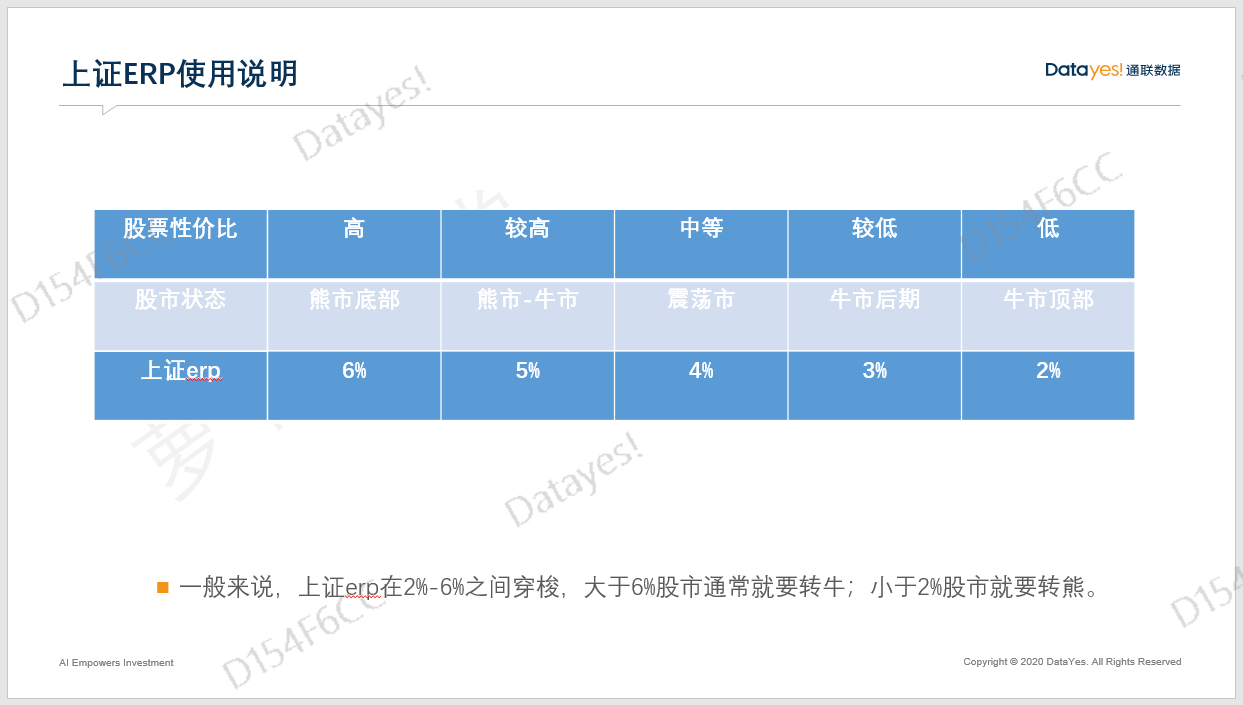 上证ERP使用说明
Datayes! 通联数据
Datayes!
D154F6CC
股票性价比 高 较高 中等 较低 低
股市状态 熊市底部 熊市-牛市 震荡市 牛市后期 牛市顶部
上证erp 6% 5% 4% 3% 2%
萝
Datayes!
一般来说，上证erp在2%-6%之间穿梭，大于6%股市通常就要转牛；小于2%股市就要转熊。
D154F6CC
AI Empowers Investment
Copyright © 2020 DataYes. All Rights Reserved